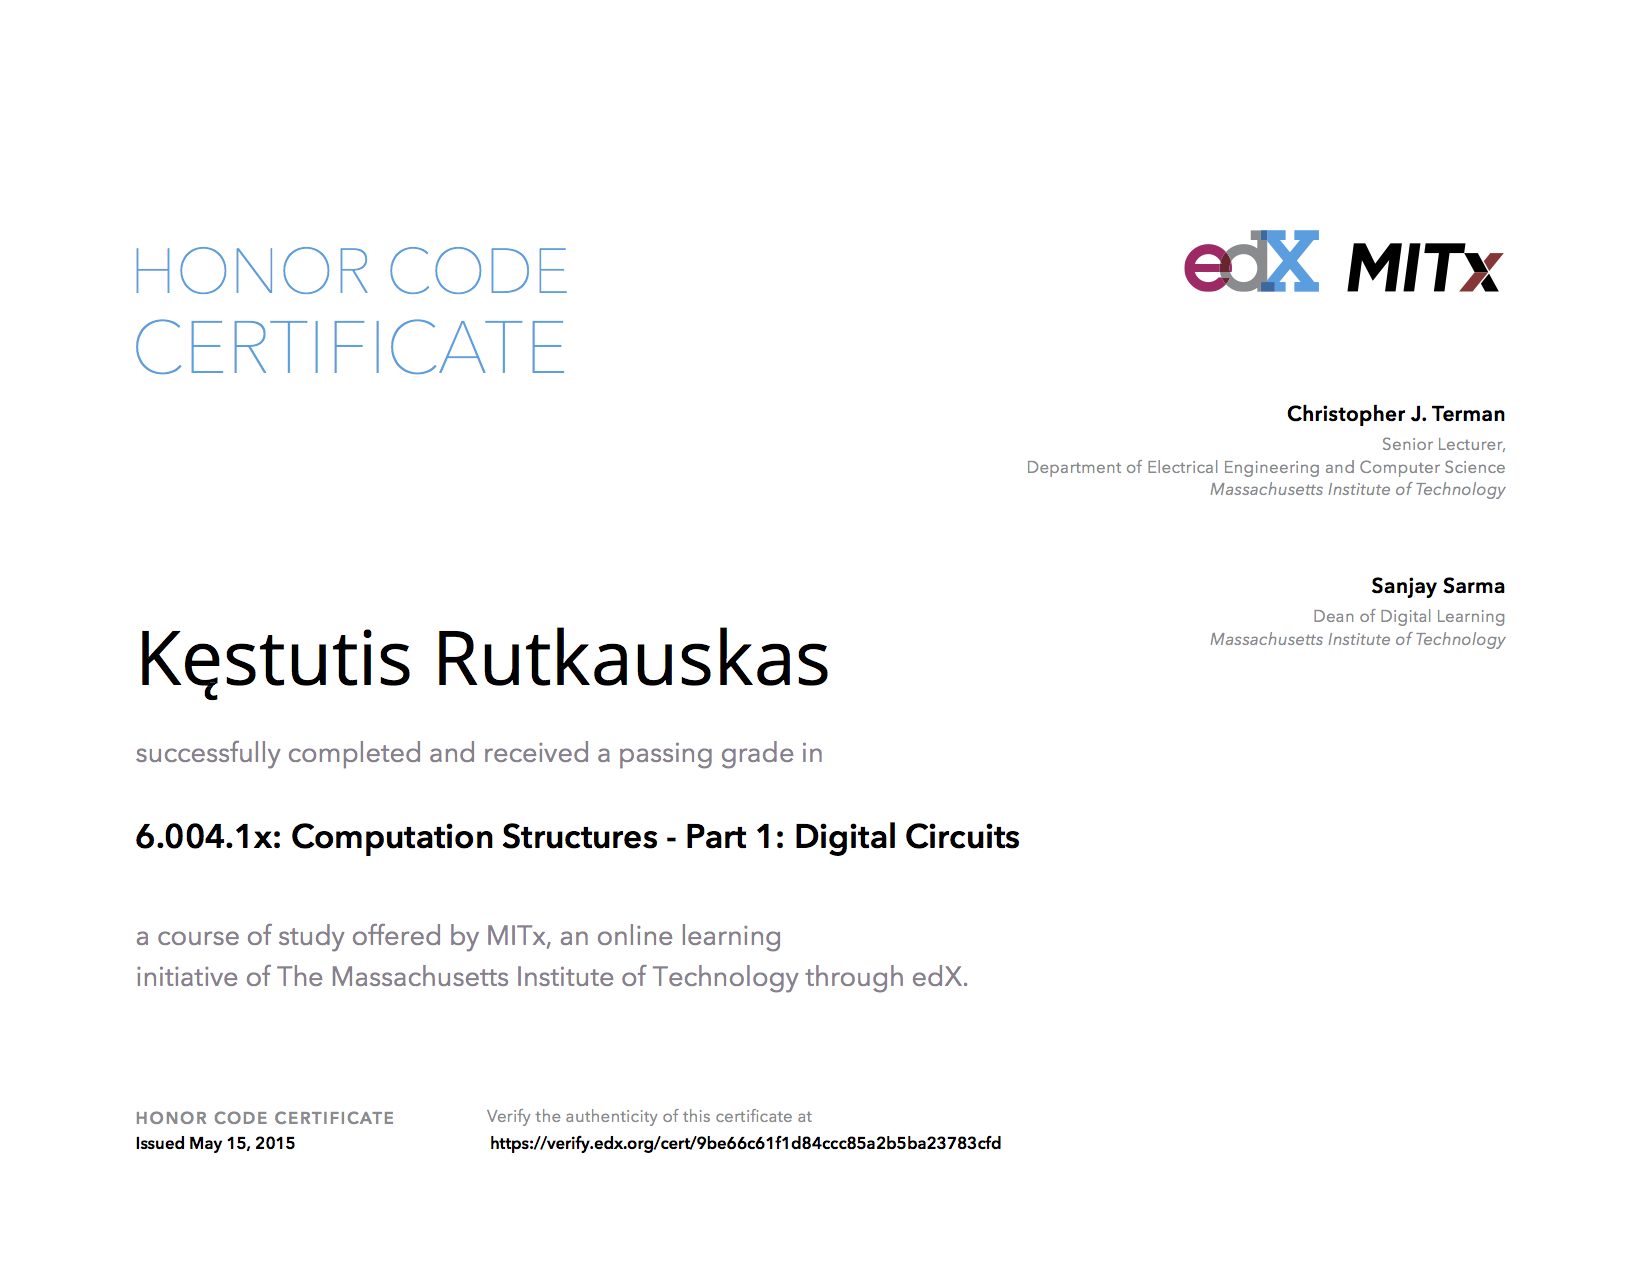 HONOR CODE
CERTIFICATE
edX MITx
Christopher J. Terman
Senior Lecturer,
Department of Electrical Engineering and Computer Science
Massachusetts Institute of Technology
Sanjay Sarma
Dean of Digital Learning
Massachusetts Institute of Technology
Kęstutis Rutkauskas
successfully completed and received a passing grade in
6.004.1x: Computation Structures - Part 1: Digital Circuits
a course of study offered by MITx, an online learning
initiative of The Massachusetts Institute of Technology through edX.
HONOR CODE CERTIFICATE
Issued May 15, 2015
Verify the authenticity of this certificate at
https://verify.edx.org/cert/9be66c61f1d84ccc85a2b5ba23783cfd